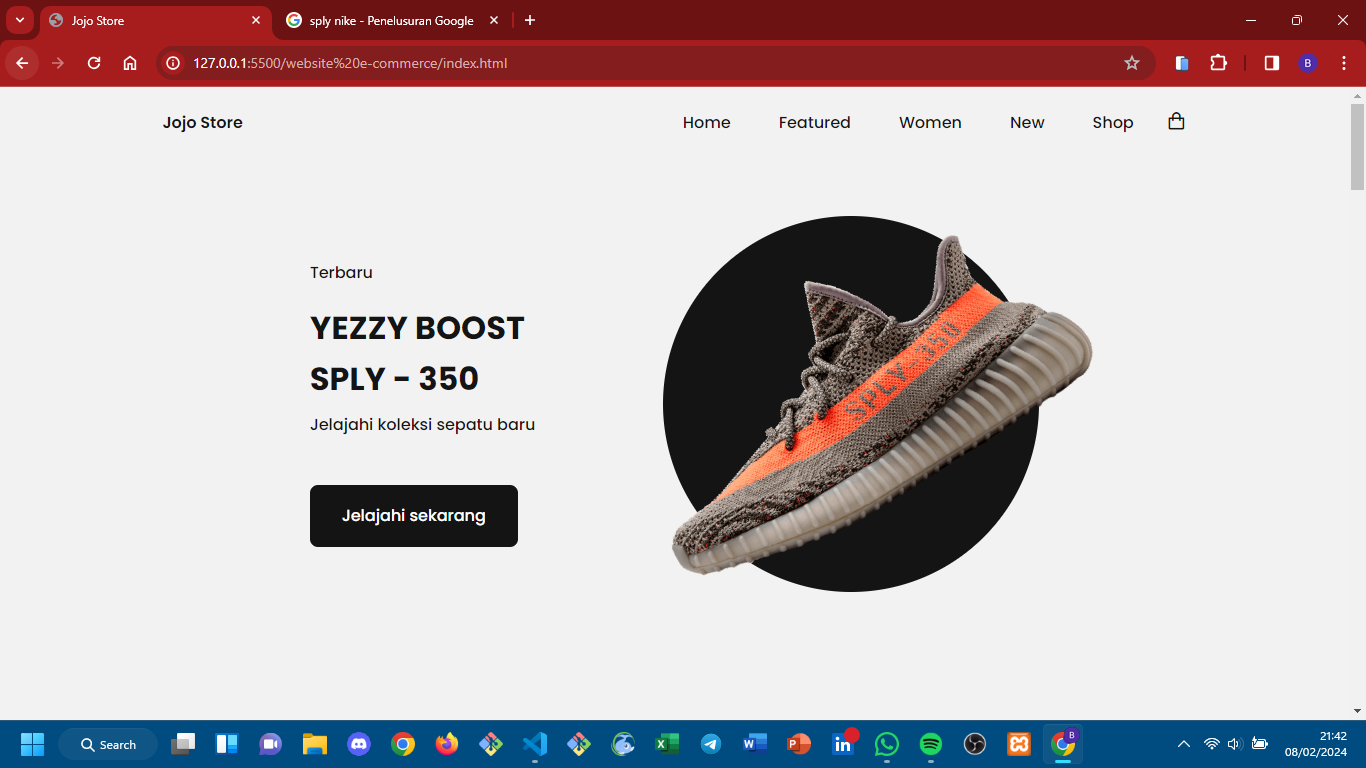 Jojo Store
sply nike - Penelusuran Google
127.0.0.1:5500/website%20e-commerce/index.html
B
Jojo Store
Home
Featured
Women
New
Shop
Terbaru
YEZZY BOOST
SPLY - 350
Jelajahi koleksi sepatu baru
Jelajahi sekarang
SPLY-350
Search
B
21:42
08/02/2024